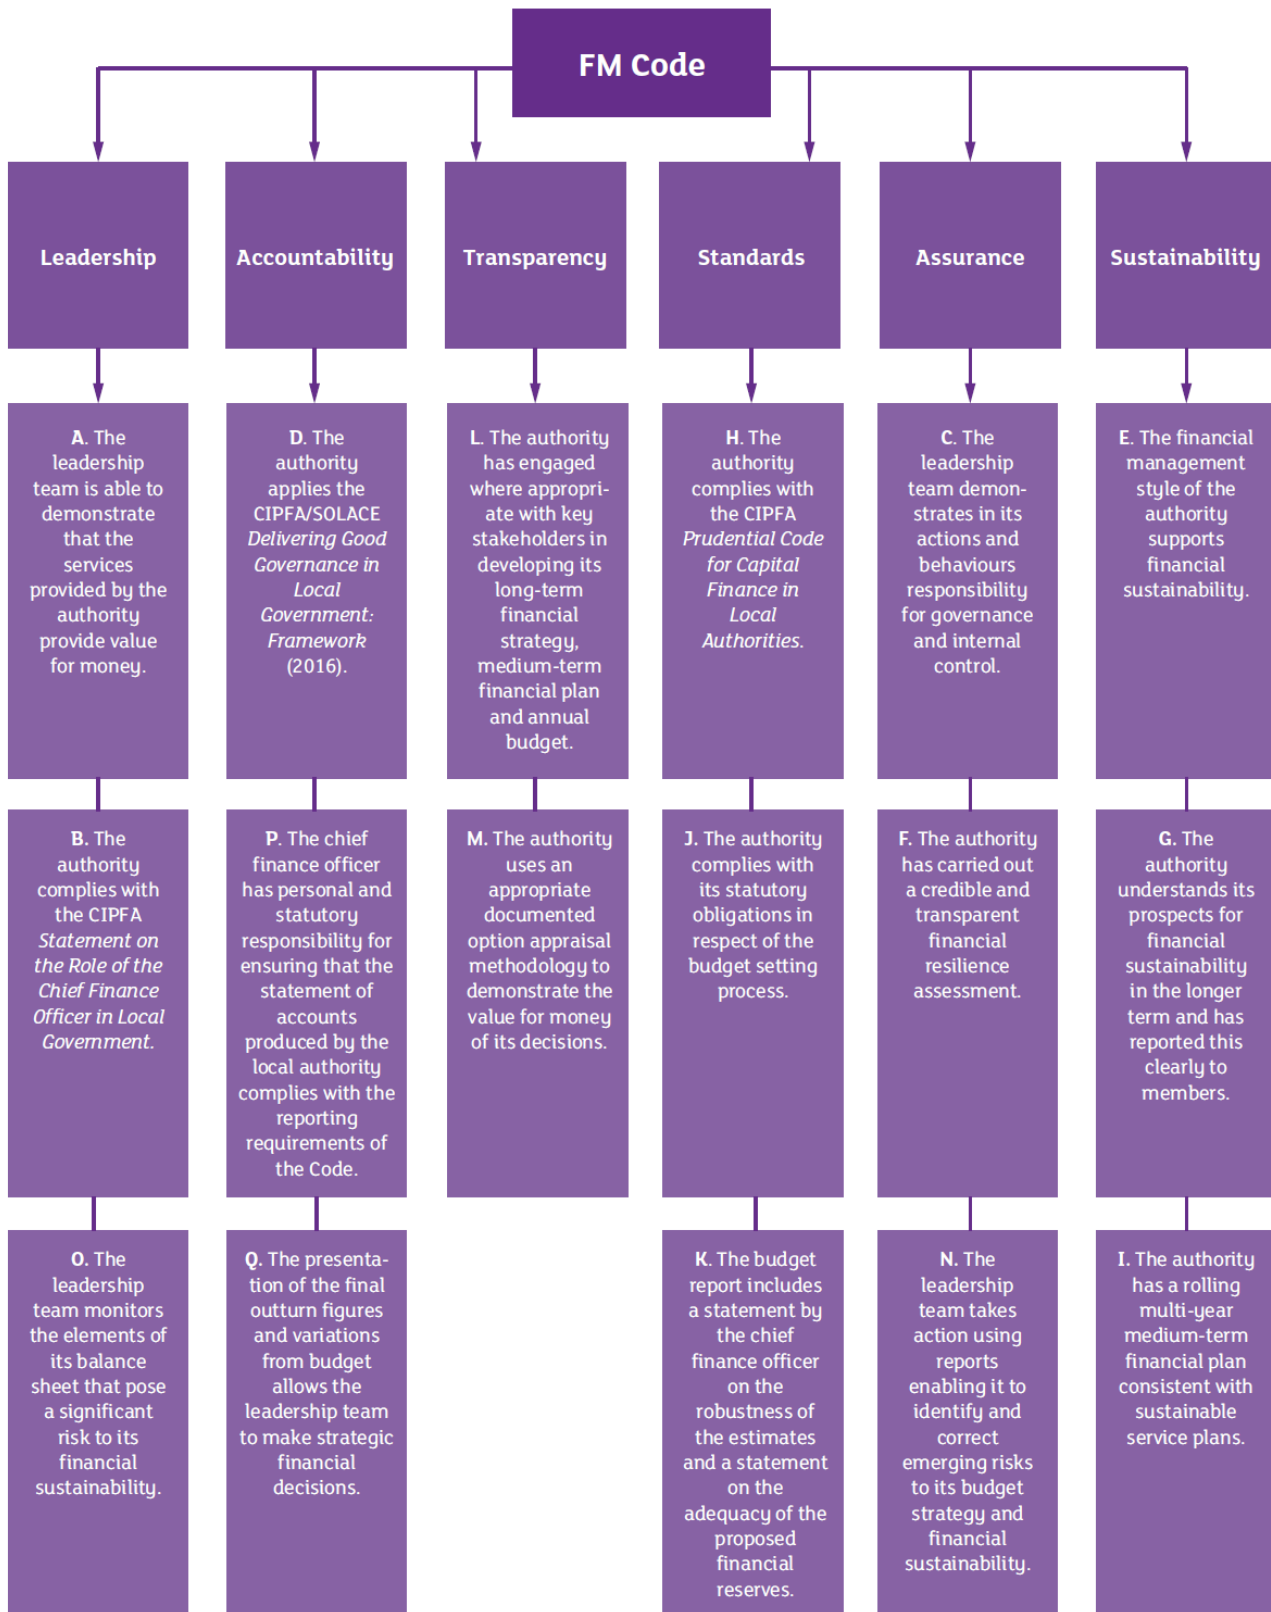 FM Code
Leadership
Accountability
Transparency
Standards
Assurance
Sustainability
A. The
leadership
team is able to
demonstrate
that the
services
provided by the
authority
provide value
for money.
D. The
authority
applies the
CIPFA/SOLACE
Delivering Good
Governance in
Local
Government:
Framework
(2016).
L. The authority
has engaged
where appropri-
ate with key
stakeholders in
developing its
long-term
financial
strategy,
medium-term
financial plan
and annual
budget.
H. The
authority
complies with
the CIPFA
Prudential Code
for Capital
Finance in
Local
Authorities.
C. The
leadership
team demon-
strates in its
actions and
behaviours
responsibility
for governance
and internal
control.
E. The financial
management
style of the
authority
supports
financial
sustainability.
B. The
authority
complies with
the CIPFA
Statement on
the Role of the
Chief Finance
Officer in Local
Government.
P. The chief
finance officer
has personal and
statutory
responsibility for
ensuring that the
statement of
accounts
produced by the
local authority
complies with the
reporting
requirements of
the Code.
M. The authority
uses an
appropriate
documented
option appraisal
methodology to
demonstrate the
value for money
of its decisions.
J. The authority
complies with
its statutory
obligations in
respect of the
budget setting
process.
F. The authority
has carried out
a credible and
transparent
financial
resilience
assessment.
G. The
authority
understands its
prospects for
financial
sustainability
in the longer
term and has
reported this
clearly to
members.
O. The
leadership
team monitors
the elements of
its balance
sheet that pose
a significant
risk to its
financial
sustainability.
Q. The presenta-
tion of the final
outturn figures
and variations
from budget
allows the
leadership team
to make strategic
financial
decisions.
K. The budget
report includes
a statement by
the chief
finance officer
on the
robustness of
the estimates
and a statement
on the
adequacy of the
proposed
financial
reserves.
N. The
leadership
team takes
action using
reports
enabling it to
identify and
correct
emerging risks
to its budget
strategy and
financial
sustainability.
I. The authority
has a rolling
multi-year
medium-term
financial plan
consistent with
sustainable
service plans.